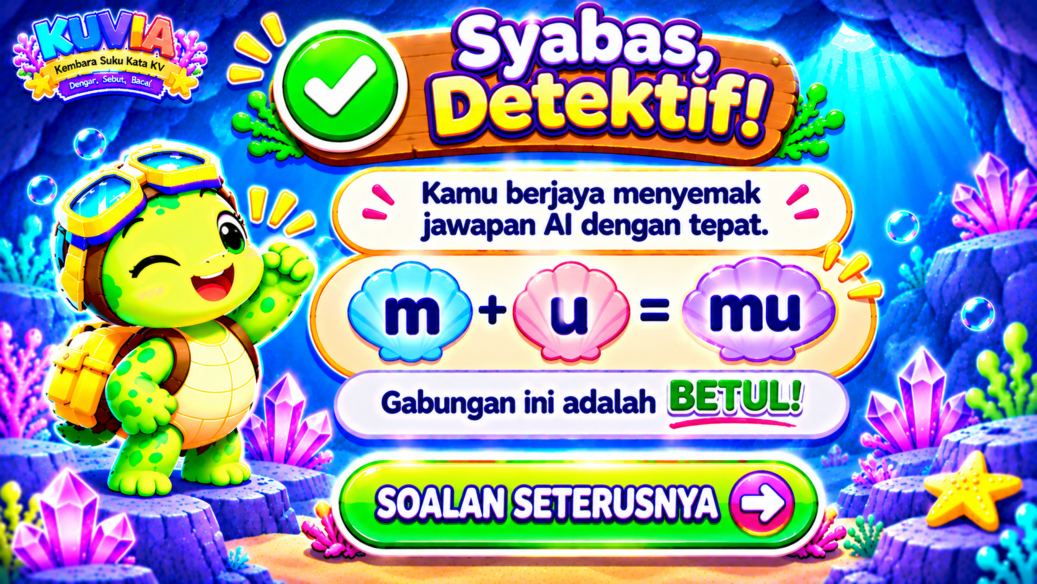 KUVIA
Kembara Suku Kata KV
Dengar, Sebut, Baca!
Syabas,
Detektif!
Kamu berjaya menyemak
jawapan AI dengan tepat.
m + u = mu
Gabungan ini adalah BETUL!
SOALAN SETERUSNYA